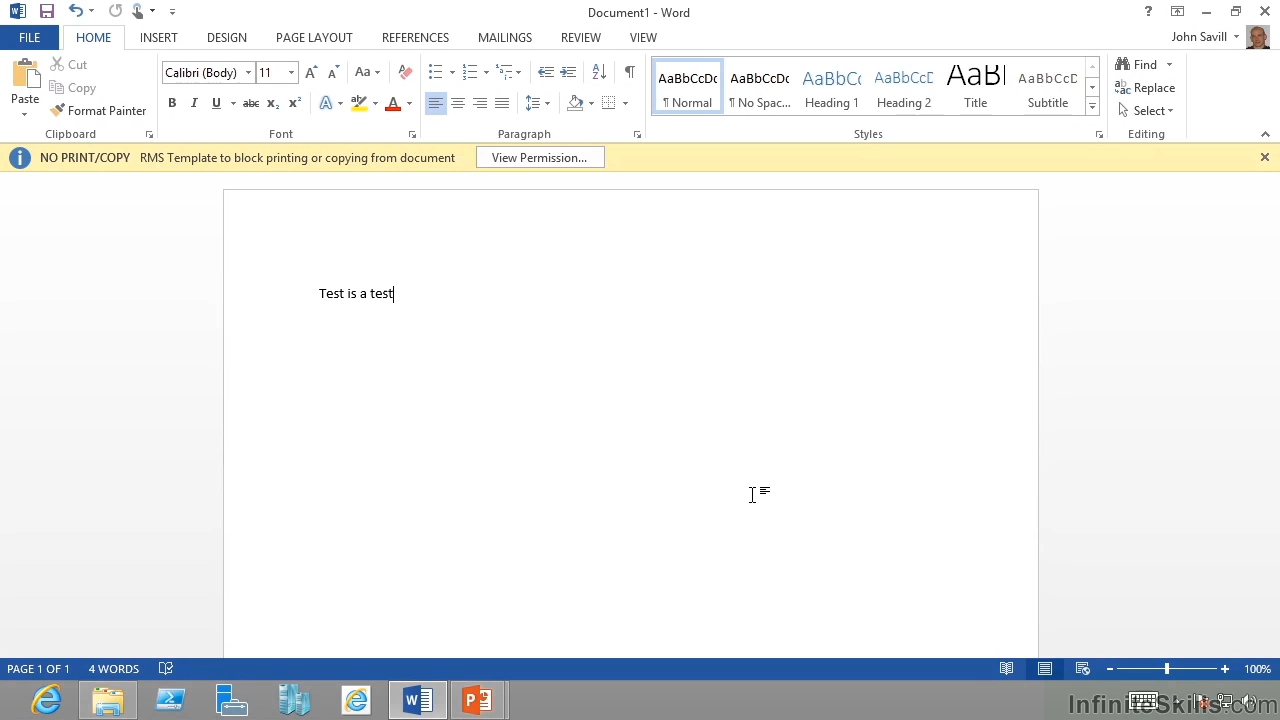 Document1 - Word
?
FILE HOME INSERT DESIGN PAGE LAYOUT REFERENCES MAILINGS REVIEW VIEW John Savill
Paste
Cut
Copy
Format Painter
Clipboard
Calibri (Body) 11
Font
Paragraph
AaBbCcDc AaBbCcDc AaBbCc AaBbCcD AaB AaBbCcD
¶ Normal ¶ No Spac... Heading 1 Heading 2 Title Subtitle
Styles
Find
Replace
Select
Editing
NO PRINT/COPY RMS Template to block printing or copying from document View Permission...
Test is a test
PAGE 1 OF 1 4 WORDS 100%
InfiniteSkills.com